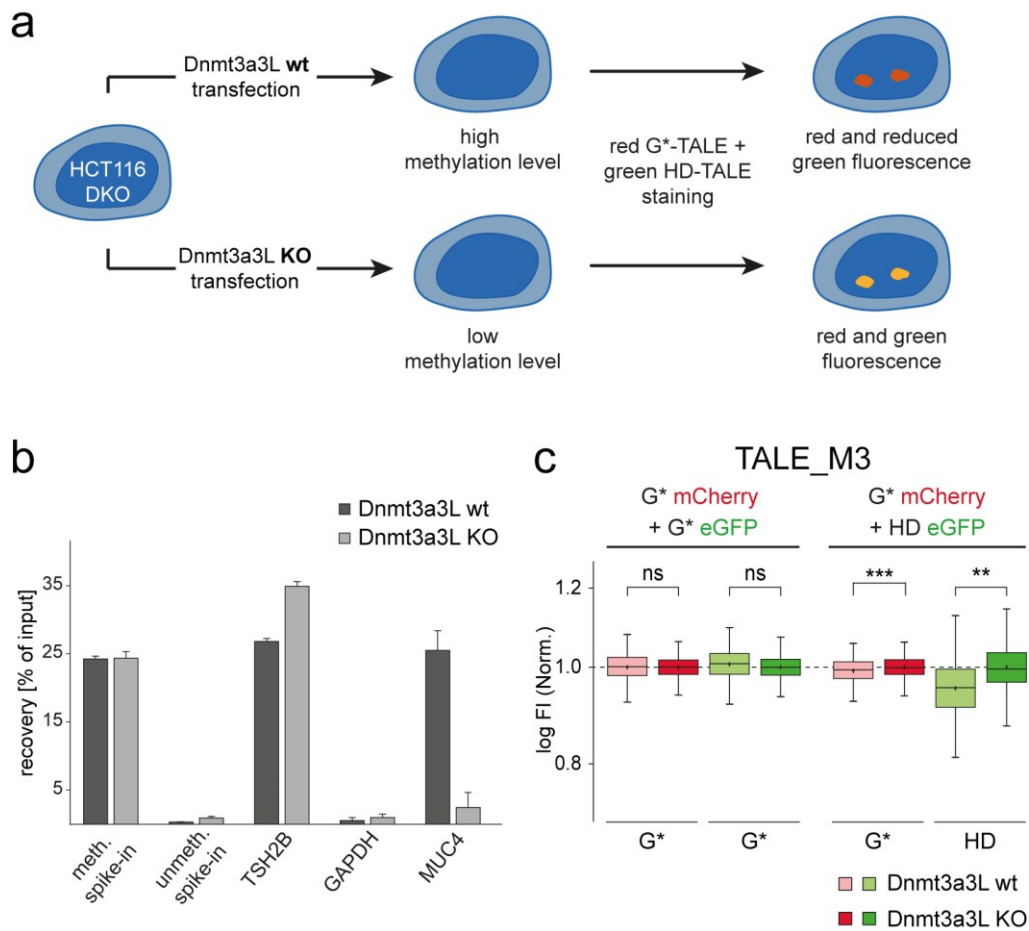 a
Dnmt3a3L wt
transfection
HCT116
DKO
Dnmt3a3L KO
transfection
high
methylation level
red G*-TALE +
green HD-TALE
staining
red and reduced
green fluorescence
low
methylation level
red and green
fluorescence
b
Dnmt3a3L wt
Dnmt3a3L KO
recovery [% of input]
35
25
15
5
meth.
spike-in
unmeth.
spike-in
TSH2B
GAPDH
MUC4
c
TALE_M3
G* mCherry
+ G* eGFP
G* mCherry
+ HD eGFP
log FI (Norm.)
1.2
1.0
0.8
ns
ns
***
**
G*
G*
G*
HD
Dnmt3a3L wt
Dnmt3a3L KO